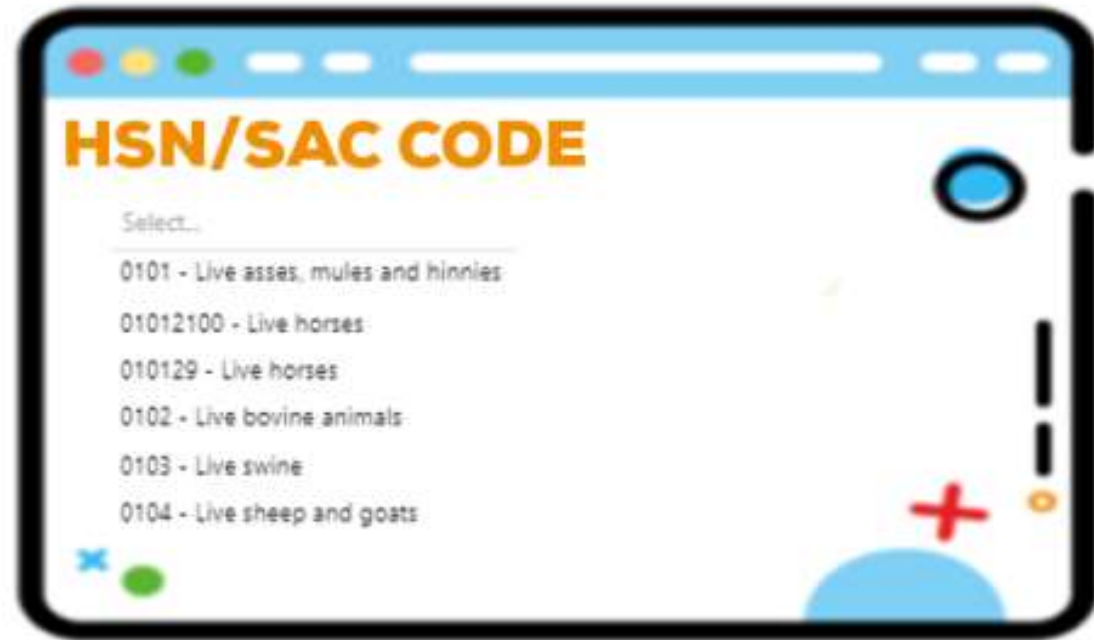 HSN/SAC CODE
Select...
0101 - Live asses, mules and hinnies
01012100 - Live horses
010129 - Live horses
0102 - Live bovine animals
0103 - Live swine
0104 - Live sheep and goats